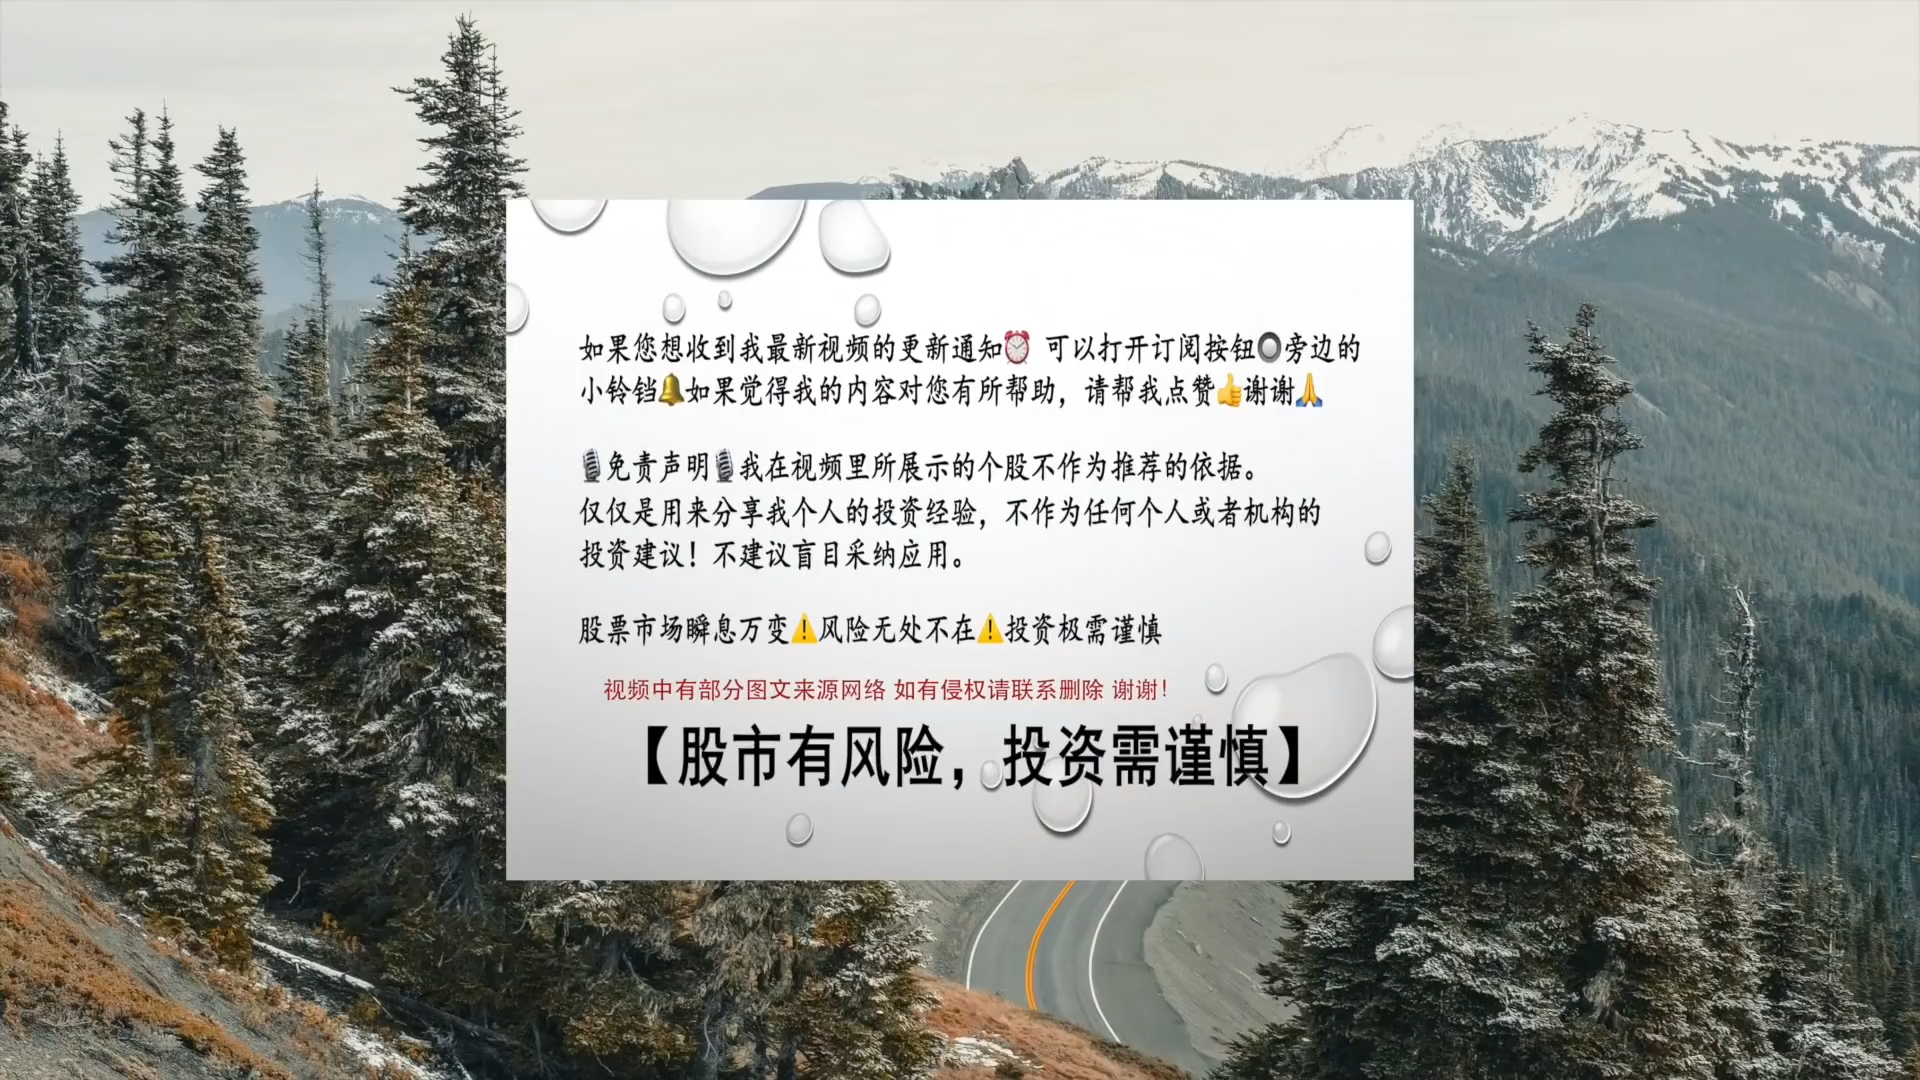 如果您想收到我最新视频的更新通知⏰ 可以打开订阅按钮🔘旁边的
小铃铛🔔如果觉得我的内容对您有所帮助，请帮我点赞👍谢谢🙏
🎙️免责声明🎙️我在视频里所展示的个股不作为推荐的依据。
仅仅是用来分享我个人的投资经验，不作为任何个人或者机构的
投资建议！不建议盲目采纳应用。
股票市场瞬息万变⚠️风险无处不在⚠️投资极需谨慎
视频中有部分图文来源网络 如有侵权请联系删除 谢谢！
【股市有风险，投资需谨慎】